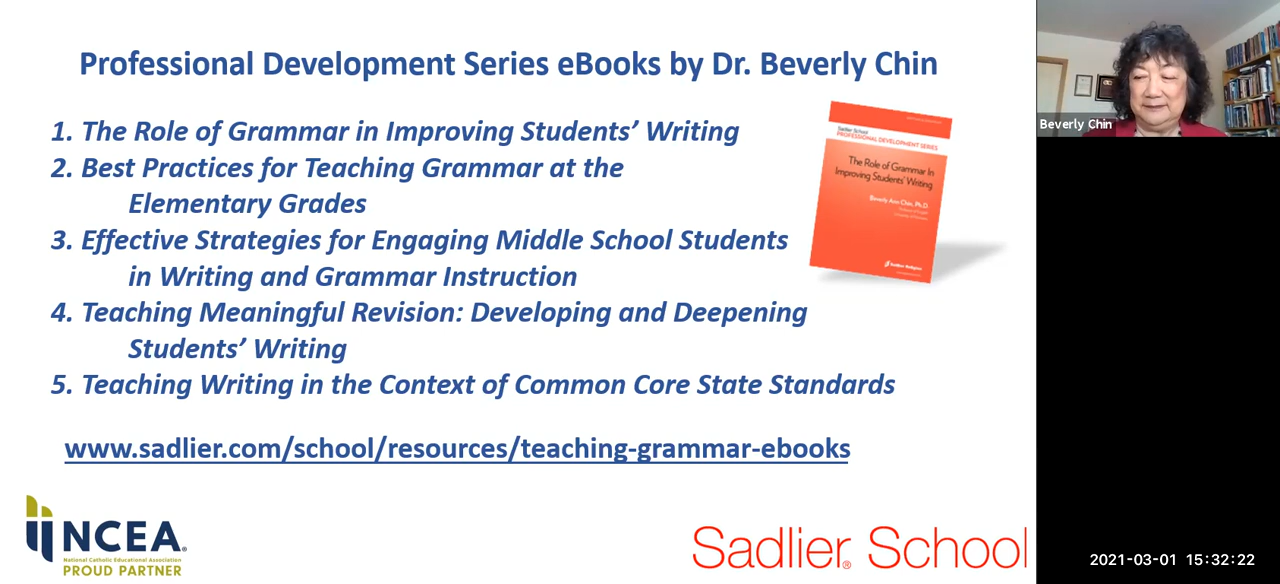 Professional Development Series eBooks by Dr. Beverly Chin
1. The Role of Grammar in Improving Students’ Writing
2. Best Practices for Teaching Grammar at the
Elementary Grades
3. Effective Strategies for Engaging Middle School Students
in Writing and Grammar Instruction
4. Teaching Meaningful Revision: Developing and Deepening
Students’ Writing
5. Teaching Writing in the Context of Common Core State Standards
www.sadlier.com/school/resources/teaching-grammar-ebooks
Sadlier School
PROFESSIONAL DEVELOPMENT SERIES
The Role of Grammar In
Improving Students' Writing
Beverly Ann Chin, Ph.D.
NCEA®
National Catholic Educational Association
PROUD PARTNER
Sadlier® School
Beverly Chin
2021-03-01 15:32:22